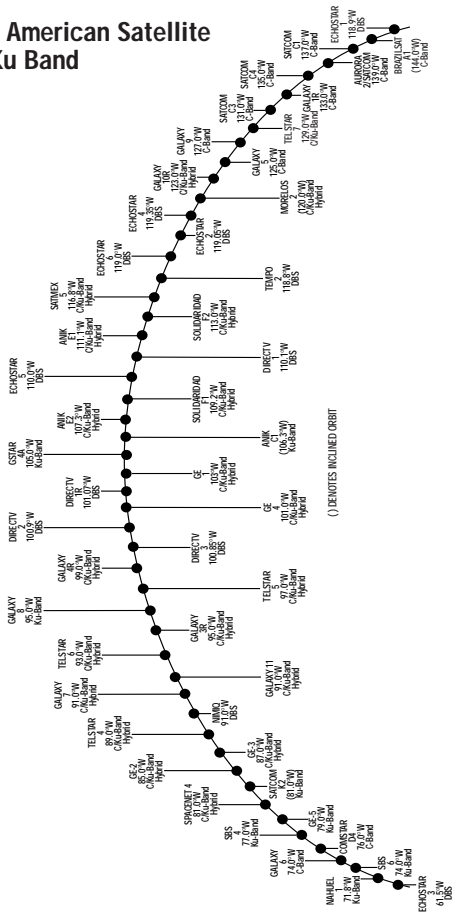 American Satellite
Ku Band
ECHOSTAR
1
118.9°W
DBS
BRAZILSAT
A1
(144.0°W)
C-Band
SATCOM
C1
137.0°W
C-Band
AURORA
2/SATCOM
139.0°W
C-Band
SATCOM
C4
135.0°W
C-Band
GALAXY
1R
133.0°W
C-Band
SATCOM
C3
131.0°W
C-Band
TELSTAR
7
129.0°W
C/Ku-Band
Hybrid
GALAXY
9
127.0°W
C-Band
GALAXY
5
125.0°W
C-Band
GALAXY
10R
123.0°W
C/Ku-Band
Hybrid
MORELOS
2
(120.0°W)
C/Ku-Band
Hybrid
ECHOSTAR
4
119.35°W
DBS
ECHOSTAR
2
119.05°W
DBS
ECHOSTAR
6
119.0°W
DBS
TEMPO
2
118.8°W
DBS
SATMEX
5
116.8°W
C/Ku-Band
Hybrid
SOLIDARIDAD
F2
113.0°W
C/Ku-Band
Hybrid
ANIK
E1
111.1°W
C/Ku-Band
Hybrid
DIRECTV
1
110.1°W
DBS
ECHOSTAR
5
110.0°W
DBS
SOLIDARIDAD
F1
109.2°W
C/Ku-Band
Hybrid
ANIK
E2
107.3°W
C/Ku-Band
Hybrid
ANIK
C1
(106.3°W)
Ku-Band
GSTAR
4A
105.0°W
Ku-Band
GE
1
103°W
C/Ku-Band
Hybrid
DIRECTV
1R
101.07°W
DBS
GE
4
101.0°W
C/Ku-Band
Hybrid
() DENOTES INCLINED ORBIT
DIRECTV
2
100.9°W
DBS
DIRECTV
3
100.85°W
DBS
GALAXY
4R
99.0°W
C/Ku-Band
Hybrid
TELSTAR
5
97.0°W
C/Ku-Band
Hybrid
GALAXY
8
95.0°W
Ku-Band
GALAXY
3R
95.0°W
C/Ku-Band
Hybrid
TELSTAR
6
93.0°W
C/Ku-Band
Hybrid
GALAXY 11
91.0°W
C/Ku-Band
Hybrid
GALAXY
7
91.0°W
C/Ku-Band
Hybrid
NIMIQ
91.0°W
DBS
TELSTAR
4
89.0°W
C/Ku-Band
Hybrid
GE-3
87.0°W
C/Ku-Band
Hybrid
GE-2
85.0°W
C/Ku-Band
Hybrid
SATCOM
K2
(81.0°W)
Ku-Band
SPACENET 4
81.0°W
C/Ku-Band
Hybrid
GE-5
79.0°W
Ku-Band
SBS
4
77.0°W
Ku-Band
COMSTAR
D4
76.0°W
C-Band
GALAXY
6
74.0°W
C-Band
SBS
6
74.0°W
Ku-Band
NAHUEL
1
71.8°W
Ku-Band
ECHOSTAR
3
61.5°W
DBS